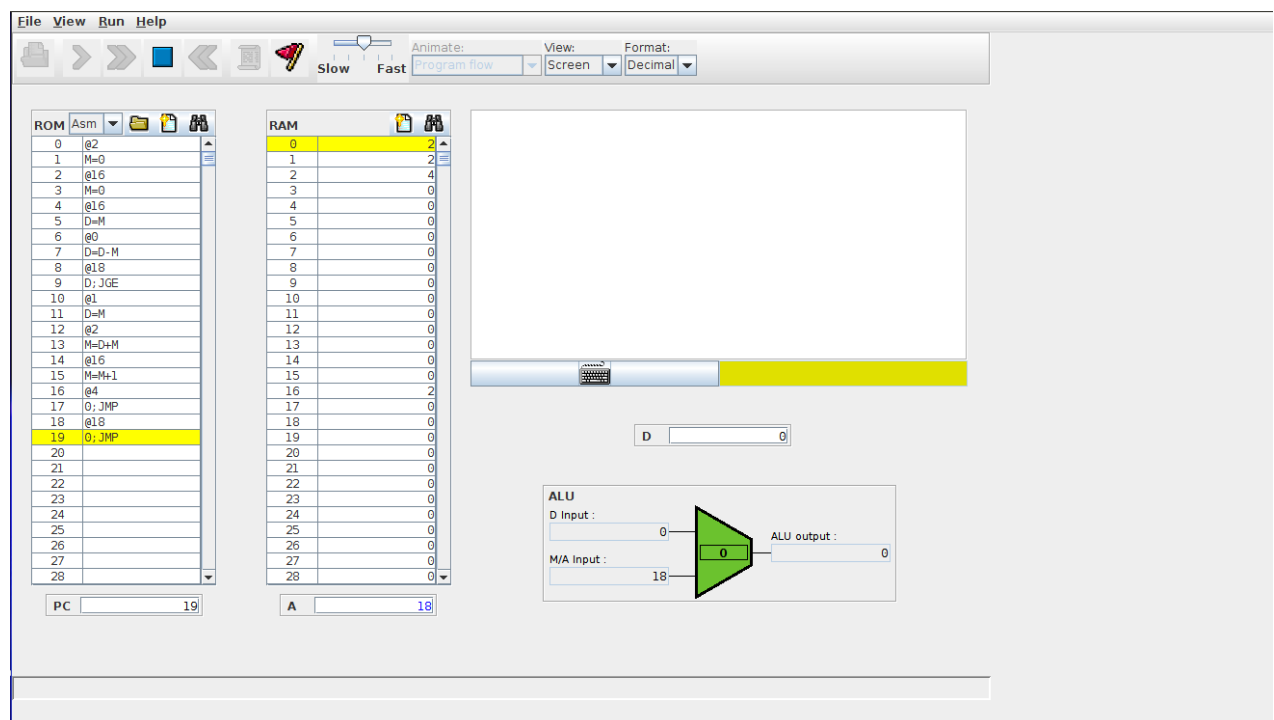 File View Run Help
Slow Fast
Animate: View: Format:
Program flow Screen Decimal
ROM Asm
0 @2
1 M=0
2 @16
3 M=0
4 @16
5 D=M
6 @0
7 D=D-M
8 @18
9 D;JGE
10 @1
11 D=M
12 @2
13 M=D+M
14 @16
15 M=M+1
16 @4
17 0;JMP
18 @18
19 0;JMP
20
21
22
23
24
25
26
27
28
PC 19
RAM
0 2
1 2
2 4
3 0
4 0
5 0
6 0
7 0
8 0
9 0
10 0
11 0
12 0
13 0
14 0
15 0
16 2
17 0
18 0
19 0
20 0
21 0
22 0
23 0
24 0
25 0
26 0
27 0
28 0
A 18
D 0
ALU
D Input :
0
M/A Input :
18
0
ALU output :
0